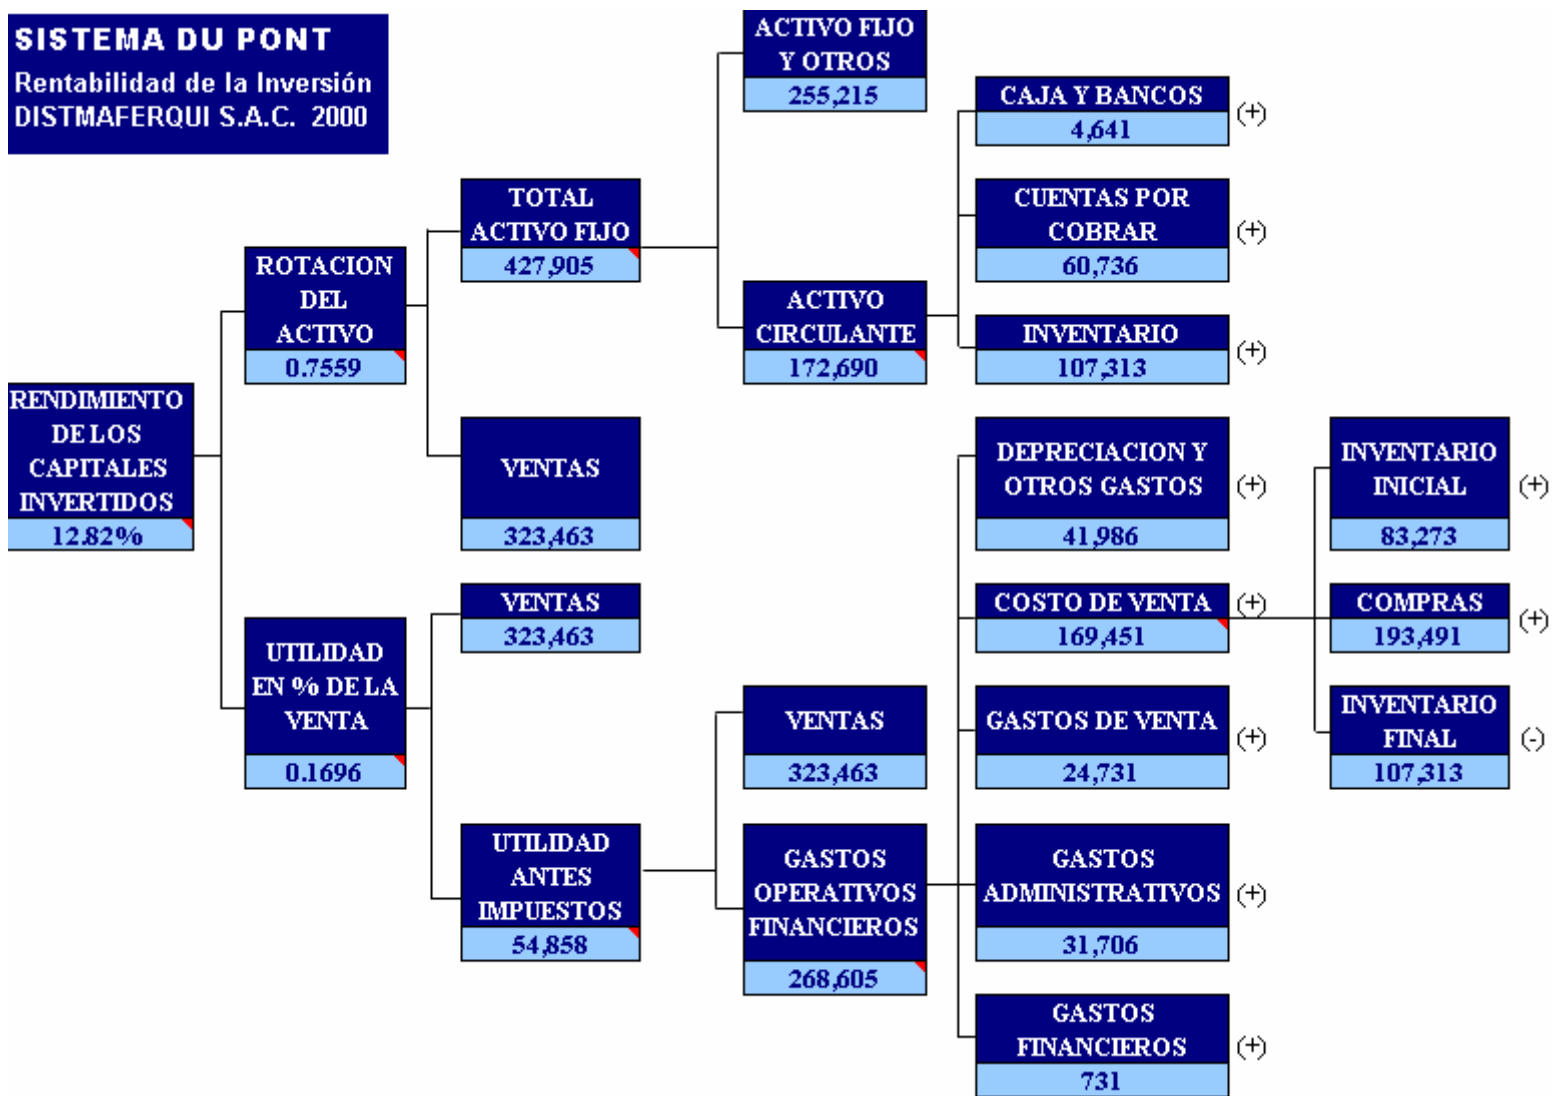 SISTEMA DU PONT
Rentabilidad de la Inversión
DISTMAFERQUI S.A.C. 2000
ACTIVO FIJO
Y OTROS
255,215
CAJA Y BANCOS
4,641
(+)
TOTAL
ACTIVO FIJO
427,905
CUENTAS POR
COBRAR
60,736
(+)
ROTACION
DEL
ACTIVO
0.7559
ACTIVO
CIRCULANTE
172,690
INVENTARIO
107,313
(+)
RENDIMIENTO
DE LOS
CAPITALES
INVERTIDOS
12.82%
VENTAS
323,463
DEPRECIACION Y
OTROS GASTOS
41,986
(+)
INVENTARIO
INICIAL
83,273
(+)
VENTAS
323,463
COSTO DE VENTA
169,451
(+)
COMPRAS
193,491
(+)
UTILIDAD
EN % DE LA
VENTA
0.1696
VENTAS
323,463
GASTOS DE VENTA
24,731
(+)
INVENTARIO
FINAL
107,313
(-)
UTILIDAD
ANTES
IMPUESTOS
54,858
GASTOS
OPERATIVOS
FINANCIEROS
268,605
GASTOS
ADMINISTRATIVOS
31,706
(+)
GASTOS
FINANCIEROS
731
(+)